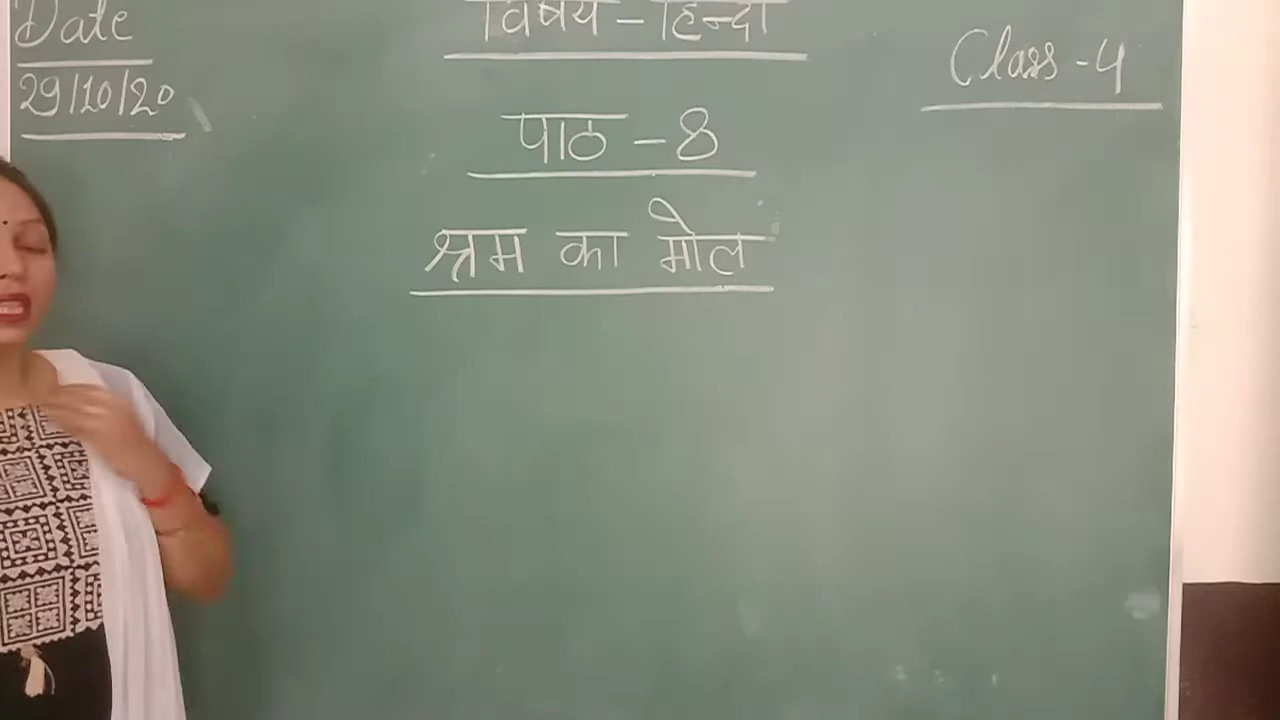 Date
29/10/20
विषय - हिन्दी
Class - 4
पाठ - 8
श्रम का मोल